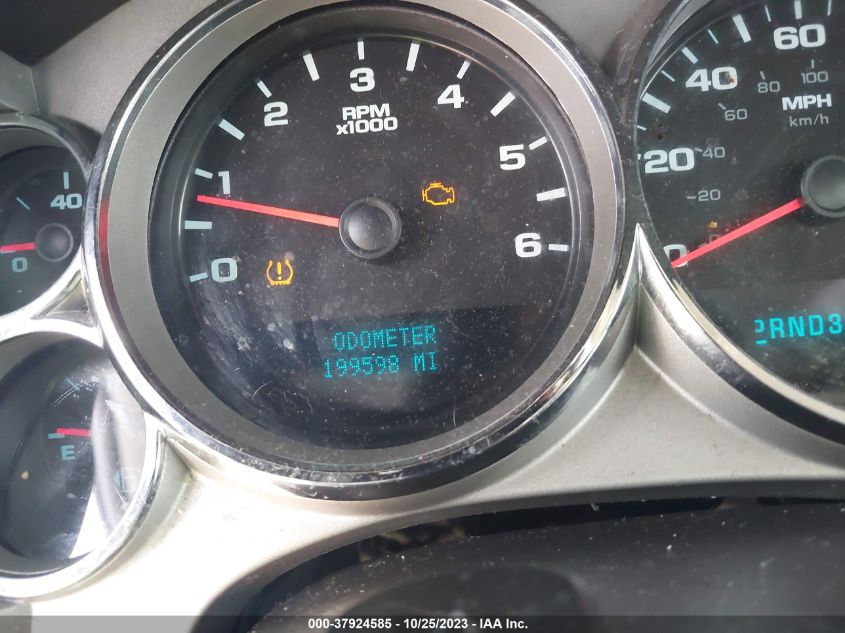 0 1 2 3 4 5 6
RPM
x1000
ODOMETER
199598 MI
40
0
E
0 20 40 60
20 40 60 80 100
MPH
km/h
PRND3
000-37924585 - 10/25/2023 - IAA Inc.